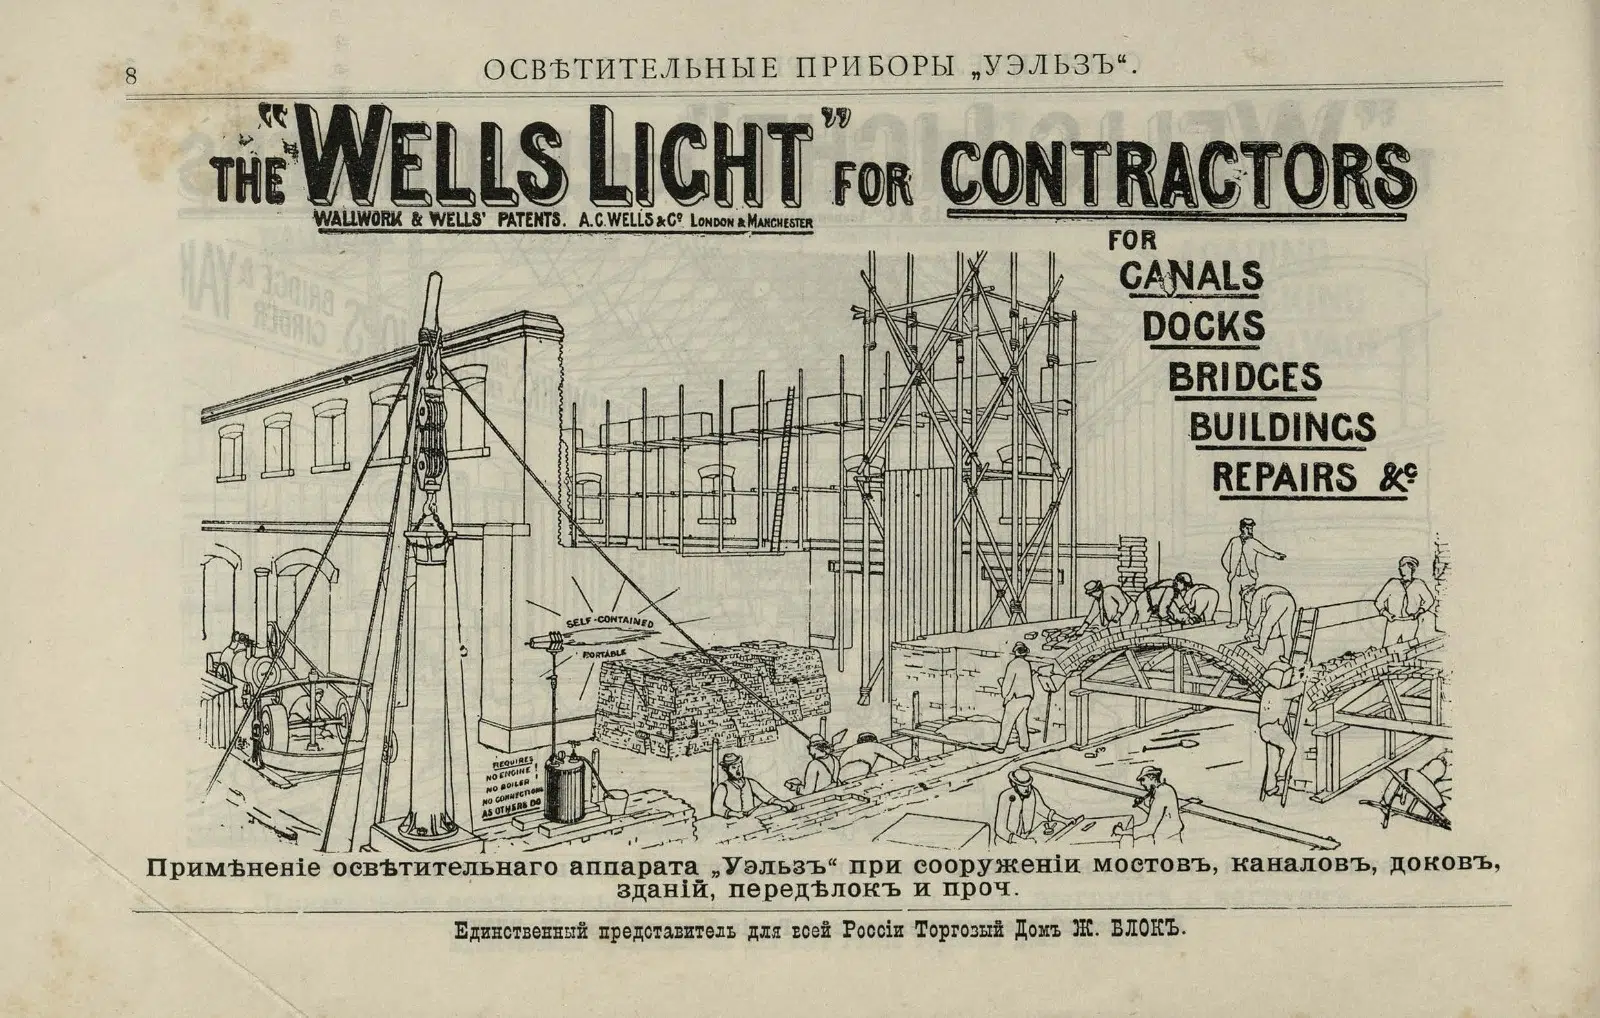 8
ОСВѢТИТЕЛЬНЫЕ ПРИБОРЫ „УЭЛЬЗЪ“.
THE "WELLS LIGHT" FOR CONTRACTORS
WALLWORK & WELLS' PATENTS. A.C. WELLS & Co LONDON & MANCHESTER
FOR
CANALS
DOCKS
BRIDGES
BUILDINGS
REPAIRS &c
SELF-CONTAINED
PORTABLE
REQUIRES
NO ENGINE!
NO BOILER!
NO CONNECTIONS
AS OTHERS DO
Примѣненіе освѣтительнаго аппарата „Уэльзъ“ при сооруженіи мостовъ, каналовъ, доковъ,
зданій, передѣлокъ и проч.
Единственный представитель для всей Россіи Торговый Домъ Ж. БЛОКЪ.